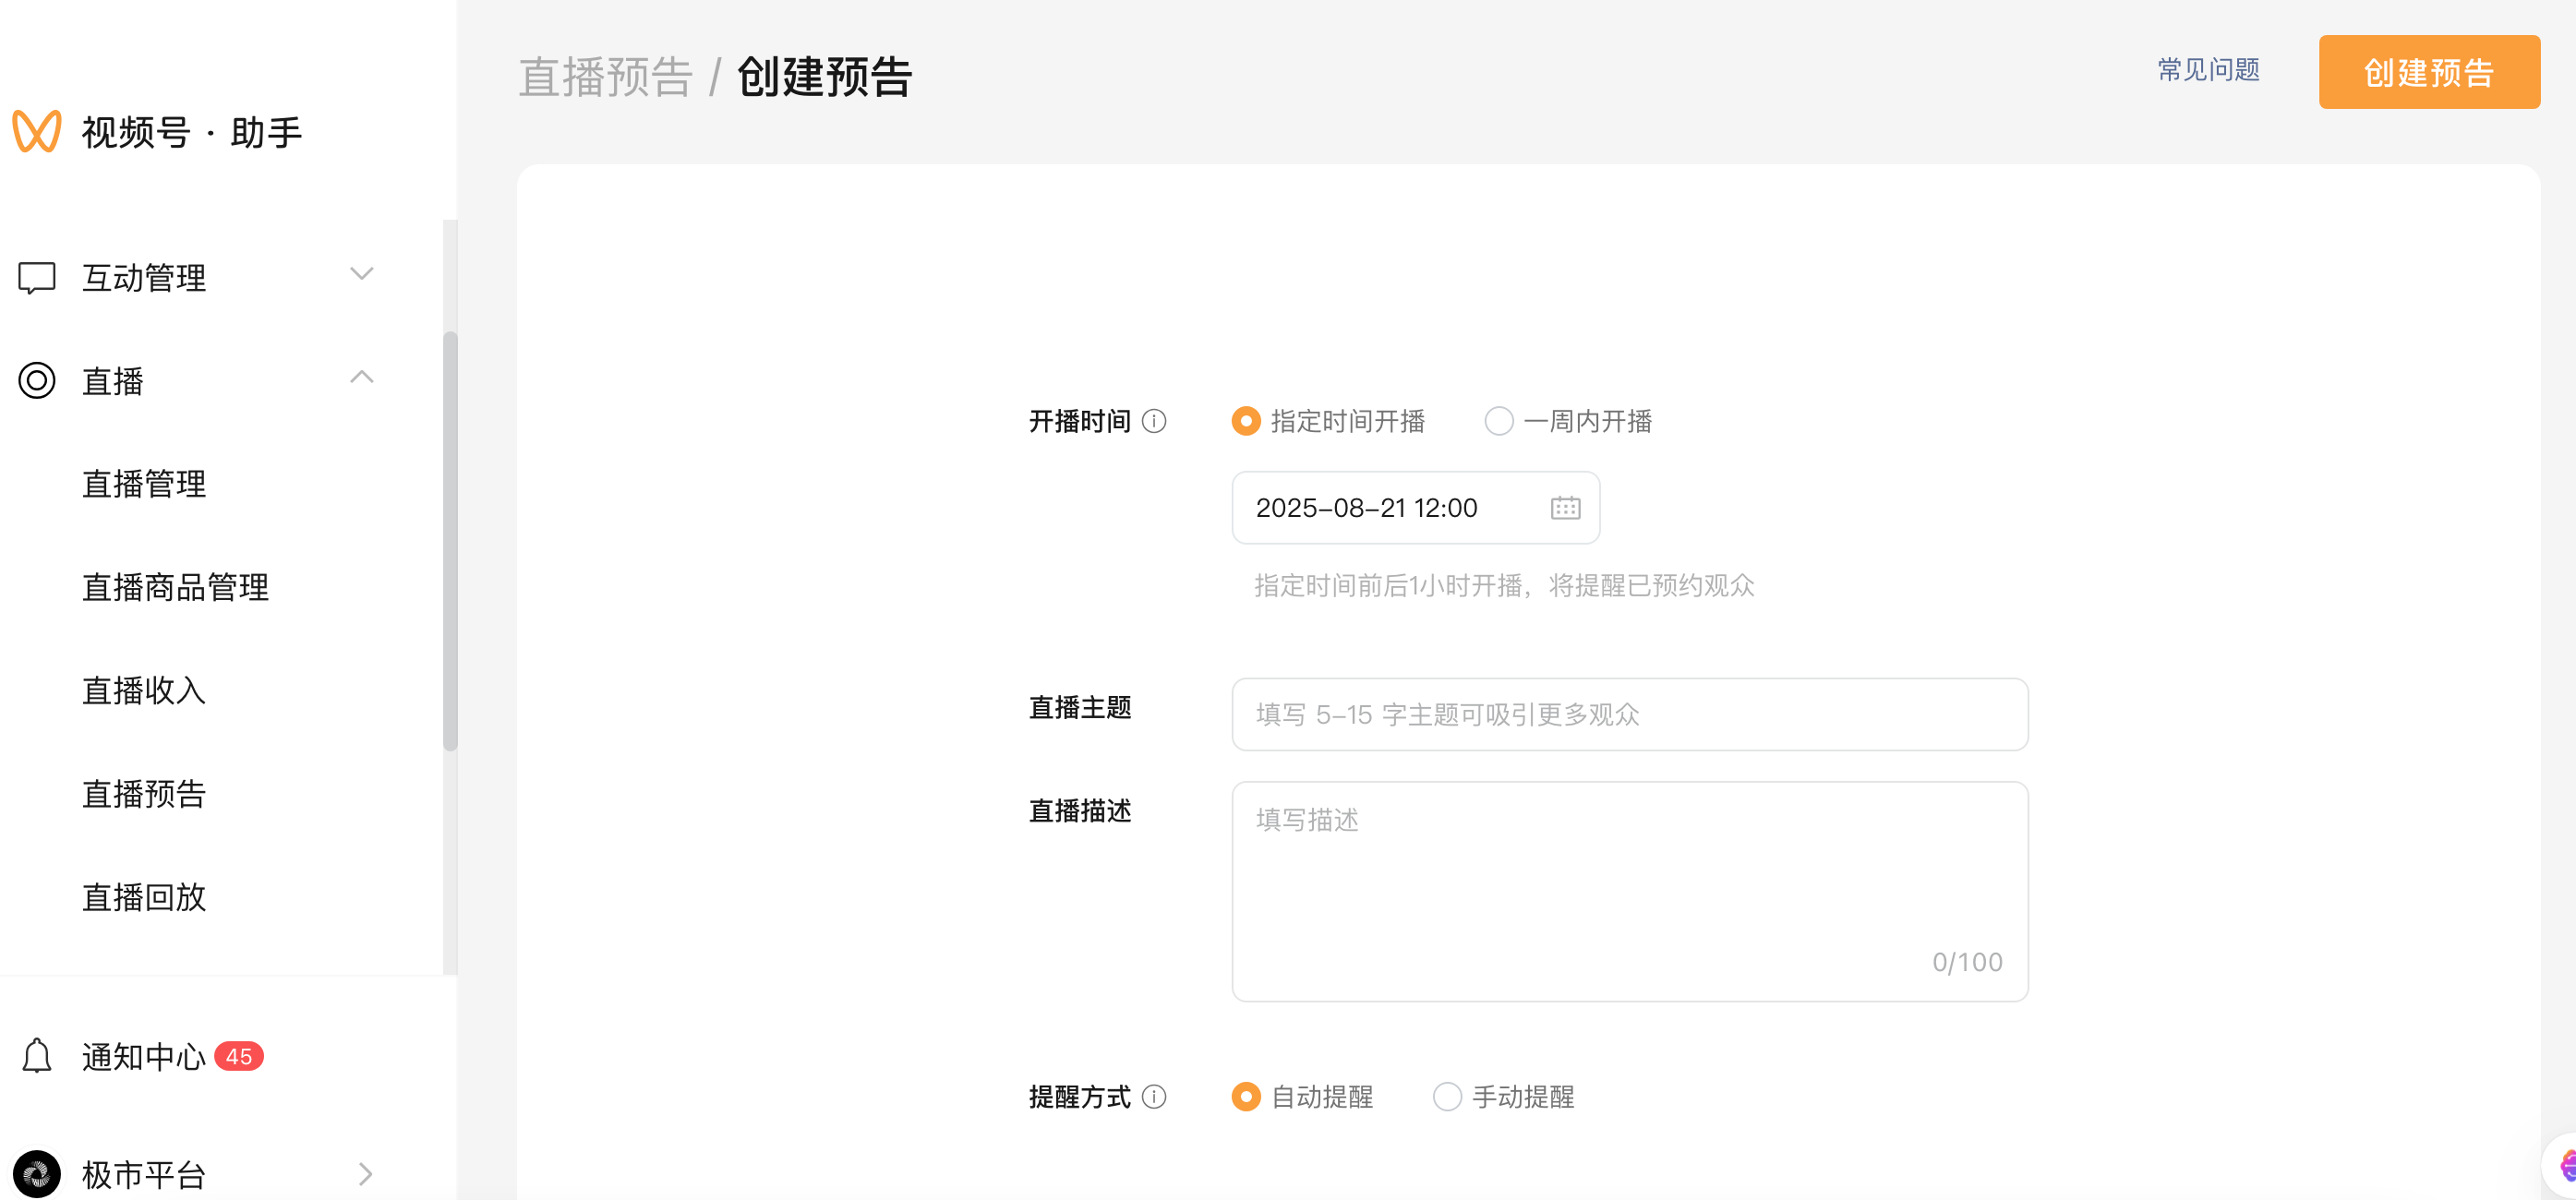 视频号 · 助手
互动管理
直播
直播管理
直播商品管理
直播收入
直播预告
直播回放
通知中心 45
极市平台
直播预告 / 创建预告
常见问题
创建预告
开播时间
指定时间开播
一周内开播
2025-08-21 12:00
指定时间前后1小时开播，将提醒已预约观众
直播主题
填写 5-15 字主题可吸引更多观众
直播描述
填写描述
0/100
提醒方式
自动提醒
手动提醒